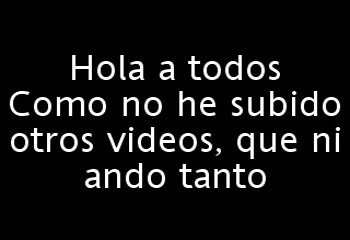 Hola a todos
Como no he subido
otros videos, que ni
ando tanto